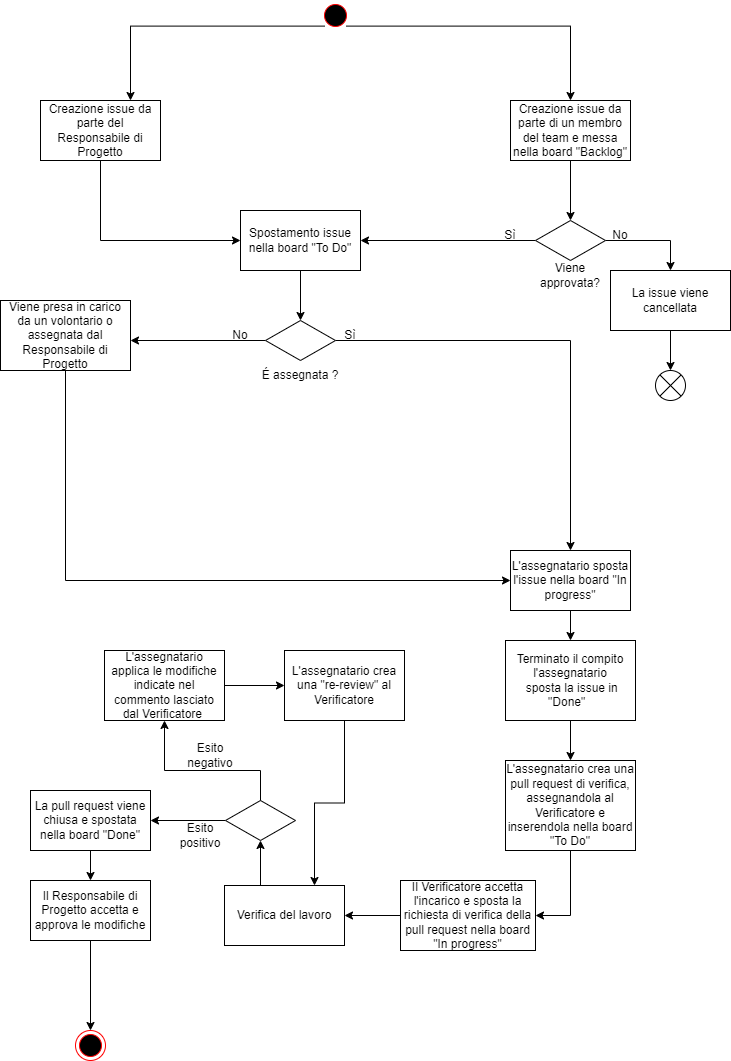 Creazione issue da
parte del
Responsabile di
Progetto
Creazione issue da
parte di un membro
del team e messa
nella board "Backlog"
Spostamento issue
nella board "To Do"
Sì
No
Viene
approvata?
La issue viene
cancellata
Viene presa in carico
da un volontario o
assegnata dal
Responsabile di
Progetto
No
Sì
É assegnata ?
L'assegnatario sposta
l'issue nella board "In
progress"
Terminato il compito
l'assegnatario
sposta la issue in
"Done"
L'assegnatario
applica le modifiche
indicate nel
commento lasciato
dal Verificatore
L'assegnatario crea
una "re-review" al
Verificatore
Esito
negativo
L'assegnatario crea una
pull request di verifica,
assegnandola al
Verificatore e
inserendola nella board
"To Do"
La pull request viene
chiusa e spostata
nella board "Done"
Esito
positivo
Il Responsabile di
Progetto accetta e
approva le modifiche
Verifica del lavoro
Il Verificatore accetta
l'incarico e sposta la
richiesta di verifica della
pull request nella board
"In progress"